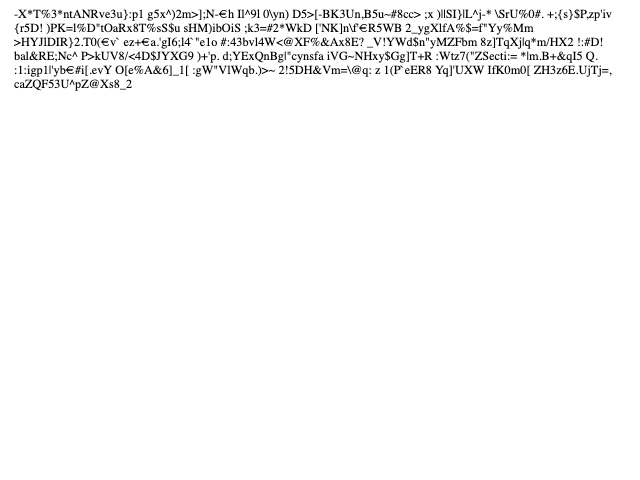 -X*T%3*ntANRve3u}:p1 g5x^)2m>];N-€h Il^9l 0\yn) D5>[-BK3Un,B5u~#8cc> ;x )||SI}|L^j-* \SrU%0#. +;{s}$P,zp'iv
{r5D! )PK=l%D"tOaRx8T%sS$u sHM)ibOiS ;k3=#2*WkD ['NK]n\f'€R5WB 2_ygXlfA%$=f"Yy%Mm
>HYJlDIR}2.T0(€v` ez+€a.'gI6;l4`"e1o #:43bvl4W<@XF%&Ax8E? _V!YWd$n"yMZFbm 8z]TqXj|q*m/HX2 !:#D!
bal&RE;Nc^ P>kUV8/<4D$JYXG9 )+'p. d;YExQnBg|"cynsfa iVG~NHxy$Gg]T+R :Wtz7("ZSecti:= *|m.B+&qI5 Q.
:1:igp1l'yb€#i[.evY O[e%A&6]_1[ :gW"VlWqb.)>~ 2!5DH&Vm=\@q: z 1(P`eER8 Yq]'UXW IfK0m0[ ZH3z6E.UjTj=,
caZQF53U^pZ@Xs8_2